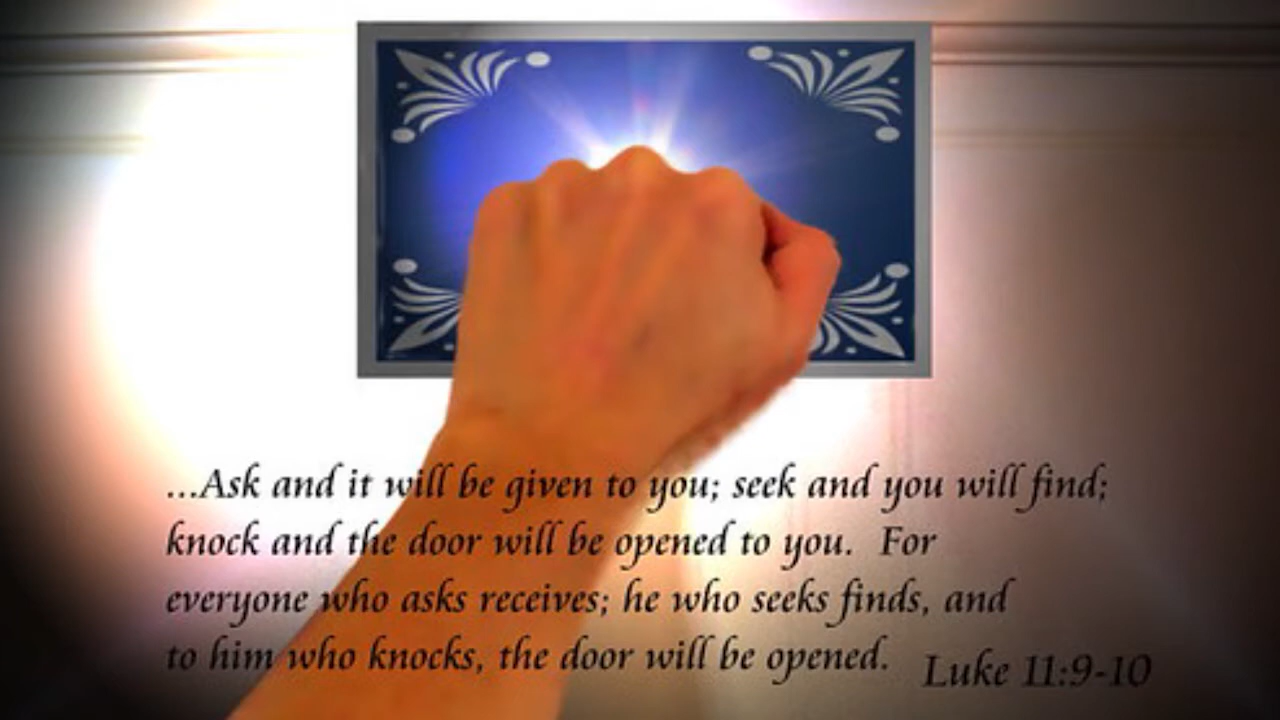 ...Ask and it will be given to you; seek and you will find;
knock and the door will be opened to you.  For
everyone who asks receives; he who seeks finds, and
to him who knocks, the door will be opened.
Luke 11:9-10